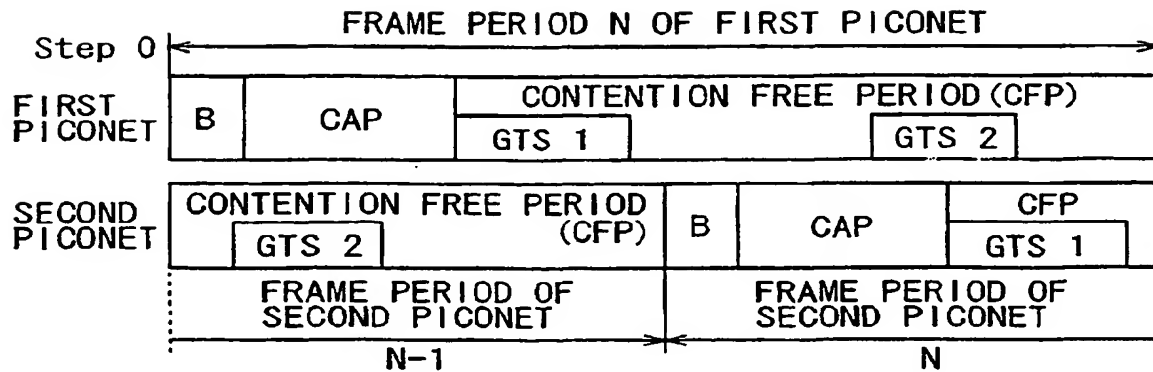 FRAME PERIOD N OF FIRST PICONET
Step 0
FIRST
PICONET
B
CAP
CONTENTION FREE PERIOD(CFP)
GTS 1
GTS 2
SECOND
PICONET
CONTENTION FREE PERIOD
(CFP)
GTS 2
B
CAP
CFP
GTS 1
FRAME PERIOD OF
SECOND PICONET
FRAME PERIOD OF
SECOND PICONET
N-1
N